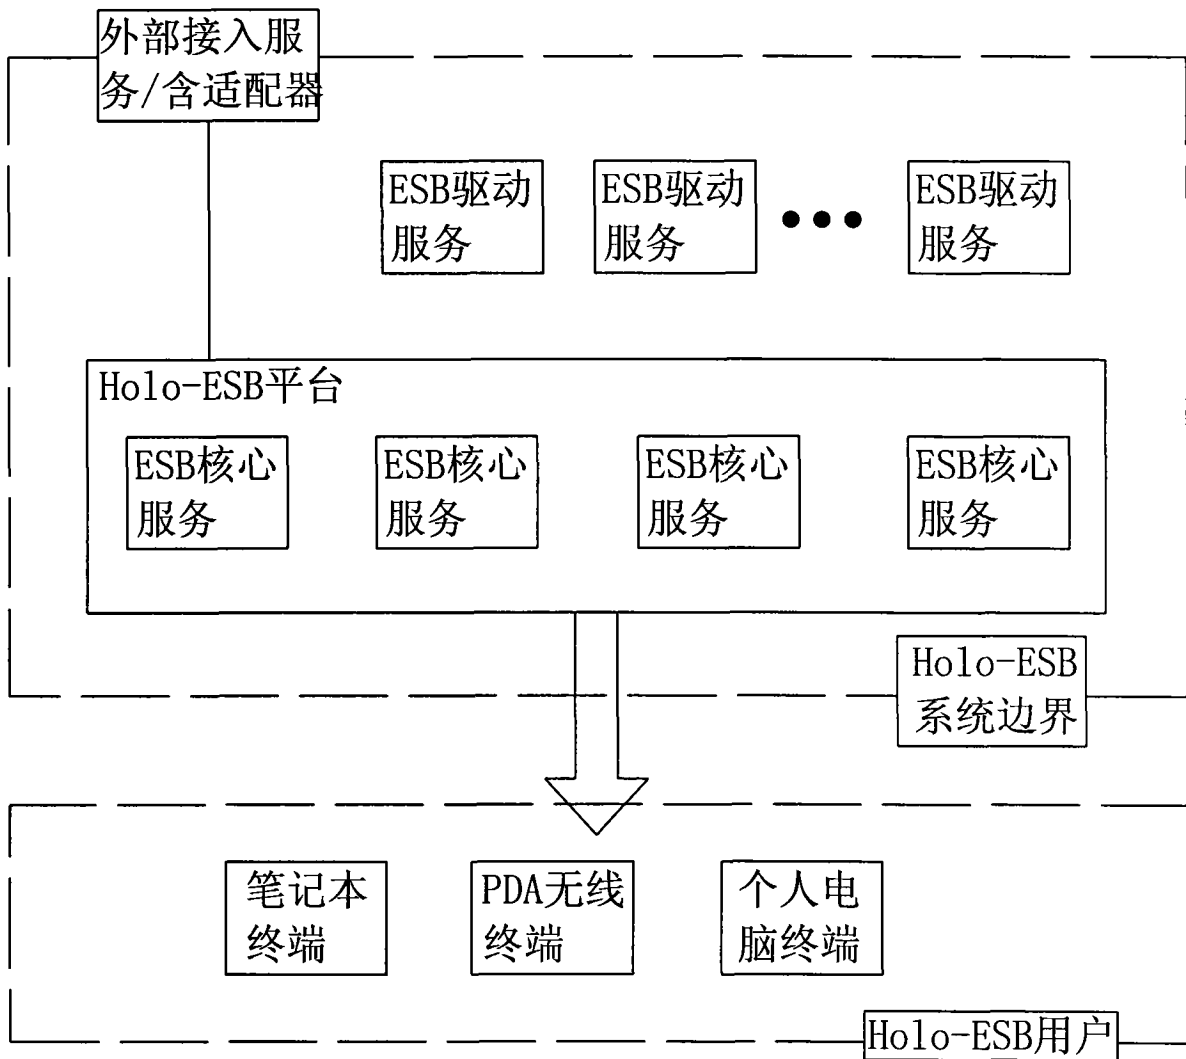 外部接入服
务/含适配器
ESB驱动
服务
ESB驱动
服务
ESB驱动
服务
Holo-ESB平台
ESB核心
服务
ESB核心
服务
ESB核心
服务
ESB核心
服务
Holo-ESB
系统边界
笔记本
终端
PDA无线
终端
个人电
脑终端
Holo-ESB用户